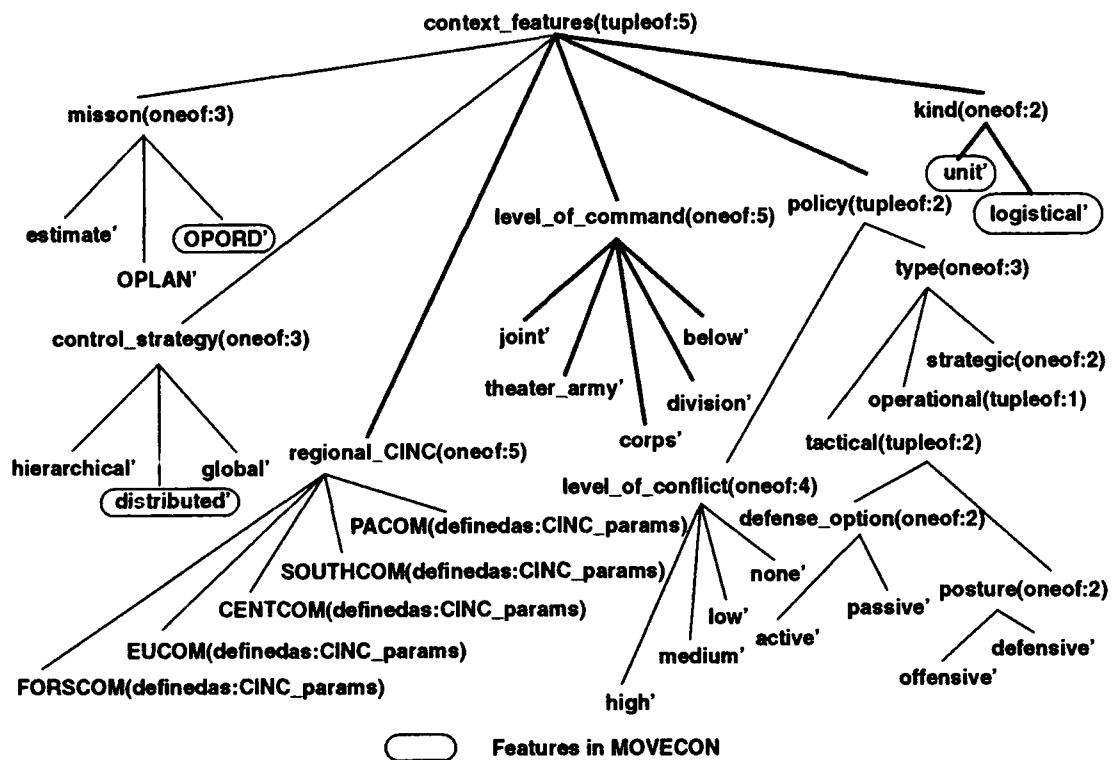 context_features(tupleof:5)
misson(oneof:3)
kind(oneof:2)
unit'
logistical'
level_of_command(oneof:5)
policy(tupleof:2)
estimate'
OPORD'
OPLAN'
type(oneof:3)
control_strategy(oneof:3)
joint'
below'
strategic(oneof:2)
theater_army'
division'
operational(tupleof:1)
corps'
tactical(tupleof:2)
hierarchical'
global'
distributed'
regional_CINC(oneof:5)
level_of_conflict(oneof:4)
PACOM(definedas:CINC_params)
defense_option(oneof:2)
SOUTHCOM(definedas:CINC_params)
none'
CENTCOM(definedas:CINC_params)
low'
passive'
posture(oneof:2)
EUCOM(definedas:CINC_params)
medium'
active'
defensive'
FORSCOM(definedas:CINC_params)
offensive'
high'
Features in MOVECON